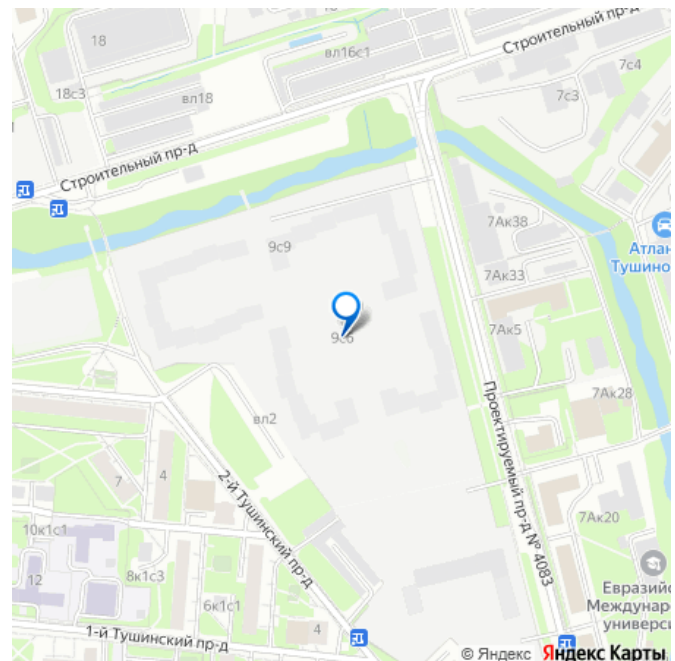 18
Строительный пр-д
вл16с1
7с4
18с3
вл18
7с3
Строительный пр-д
7Ак38
9с9
Атлан
Тушино
7Ак33
9с6
7Ак5
Проектируемый пр-д № 4083
7Ак28
вл2
2-й Тушинский пр-д
7
4
7Ак20
10к1с1
12
8к1с3
Евразийс
Междунар
универси
6к1с1
1-й Тушинский пр-д
4
© Яндекс Яндекс Карты